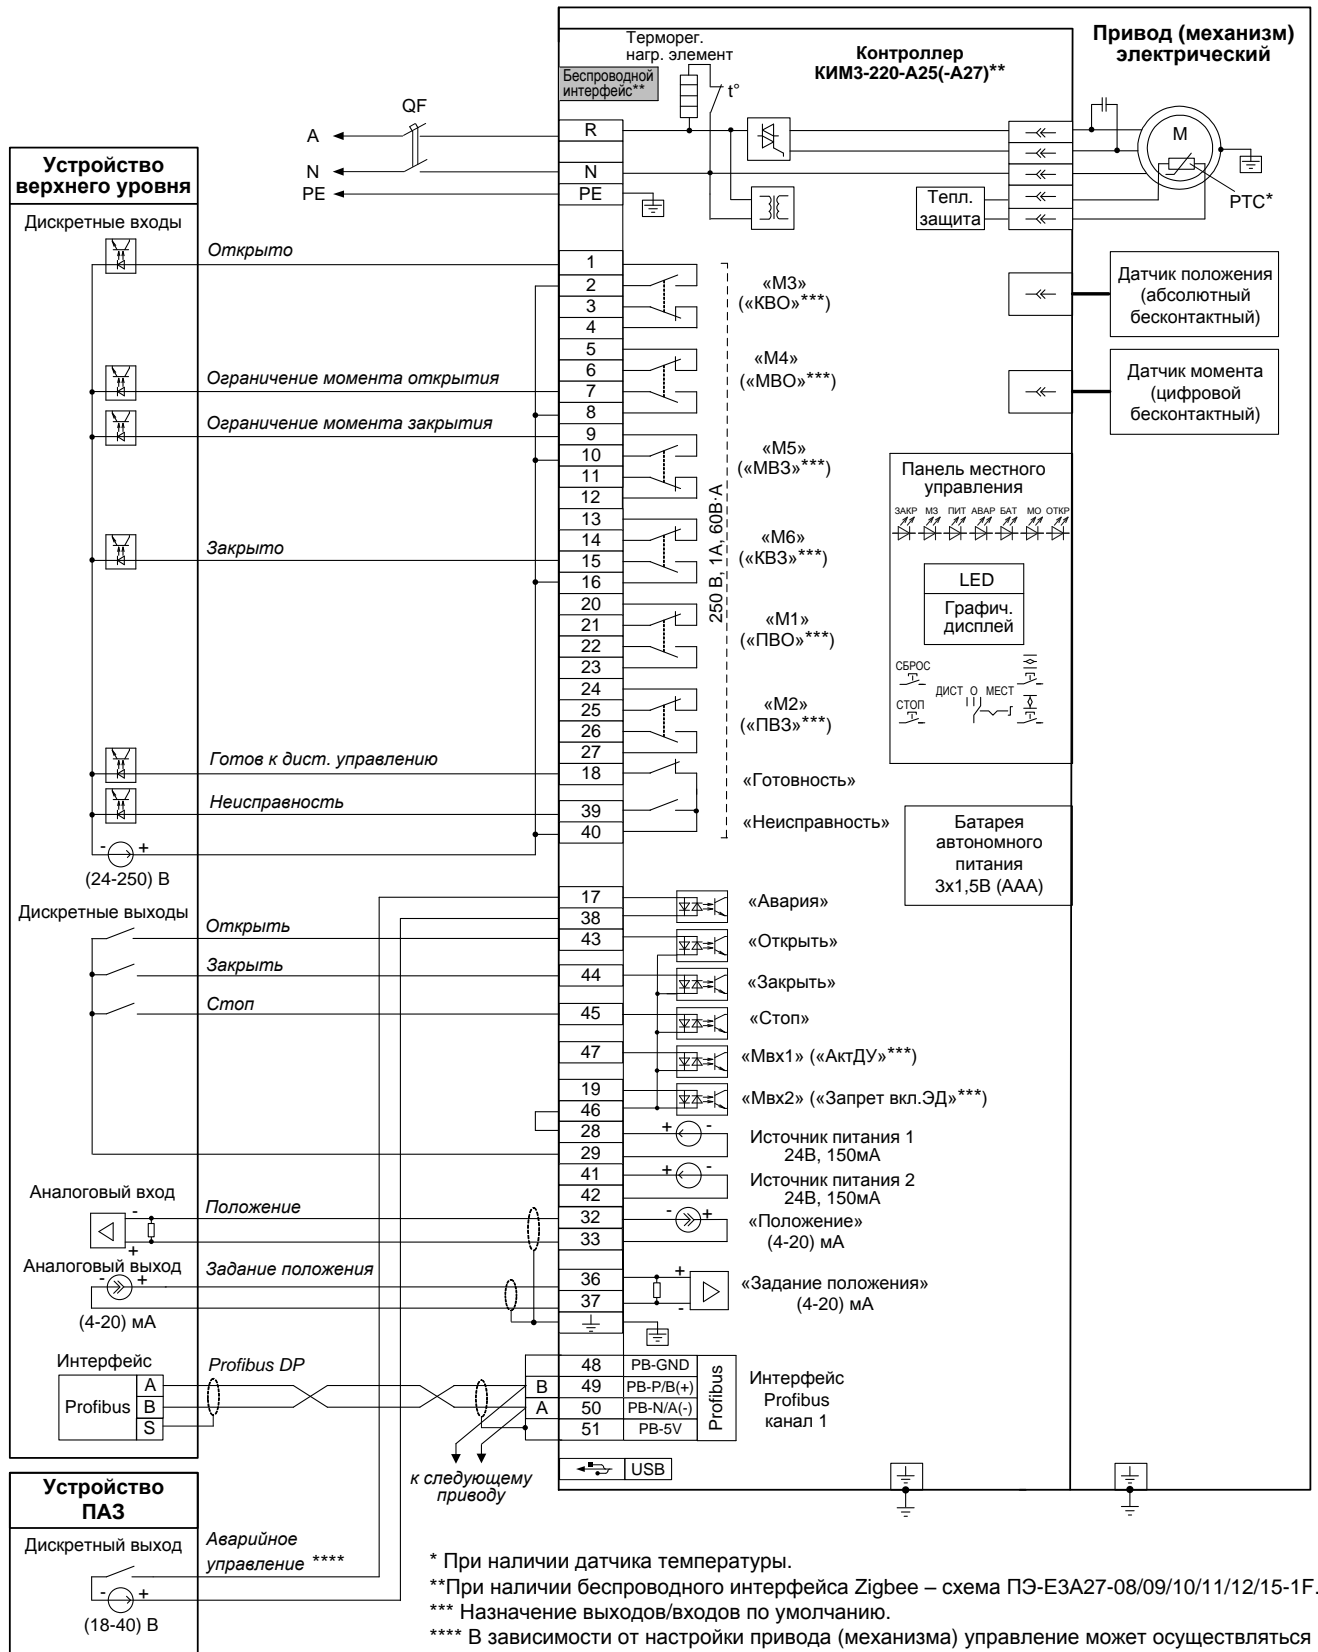 Привод (механизм)
электрический
Контроллер
КИМ3-220-А25(-А27)**
Терморег.
нагр. элемент
t°
Беспроводной
интерфейс**
QF
A
N
PE
R
N
PE
Тепл.
защита
M
PTC*
Устройство
верхнего уровня
Дискретные входы
Открыто
Ограничение момента открытия
Ограничение момента закрытия
Закрыто
Готов к дист. управлению
Неисправность
- +
(24-250) В
1
2
3
4
5
6
7
8
9
10
11
12
13
14
15
16
20
21
22
23
24
25
26
27
18
39
40
«М3»
(«КВО»***)
«М4»
(«МВО»***)
«М5»
(«МВЗ»***)
«М6»
(«КВЗ»***)
«М1»
(«ПВО»***)
«М2»
(«ПВЗ»***)
«Готовность»
«Неисправность»
250 В, 1А, 60В·А
Датчик положения
(абсолютный
бесконтактный)
Датчик момента
(цифровой
бесконтактный)
Панель местного
управления
ЗАКР МЗ ПИТ АВАР БАТ МО ОТКР
LED
Графич.
дисплей
СБРОС
СТОП
ДИСТ О МЕСТ
Батарея
автономного
питания
3х1,5В (ААА)
Дискретные выходы
Открыть
Закрыть
Стоп
17
38
43
44
45
47
19
46
28
29
41
42
32
33
36
37
«Авария»
«Открыть»
«Закрыть»
«Стоп»
«Мвх1» («АктДУ»***)
«Мвх2» («Запрет вкл.ЭД»***)
+ -
Источник питания 1
24В, 150мА
+ -
Источник питания 2
24В, 150мА
- +
«Положение»
(4-20) мА
+
-
«Задание положения»
(4-20) мА
Аналоговый вход
-
+
Положение
Аналоговый выход
- +
(4-20) мА
Задание положения
Интерфейс
Profibus
A
B
S
Profibus DP
B
A
48 PB-GND
49 PB-P/B(+)
50 PB-N/A(-)
51 PB-5V
Profibus
Интерфейс
Profibus
канал 1
USB
к следующему
приводу
Устройство
ПАЗ
Дискретный выход
- +
(18-40) В
Аварийное
управление ****
* При наличии датчика температуры.
**При наличии беспроводного интерфейса Zigbee – схема ПЭ-Е3А27-08/09/10/11/12/15-1F.
*** Назначение выходов/входов по умолчанию.
**** В зависимости от настройки привода (механизма) управление может осуществляться